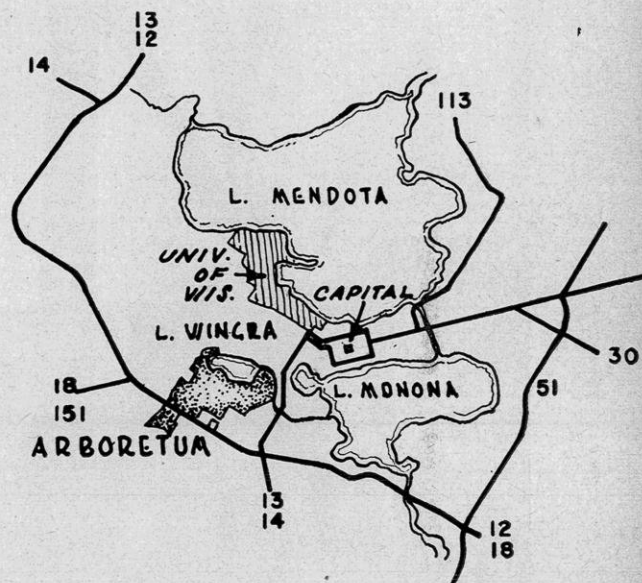 13
12
14
113
L. MENDOTA
UNIV.
OF
WIS.
CAPITAL
L. WINGRA
30
L. MONONA
51
18
151
ARBORETUM
13
14
12
18